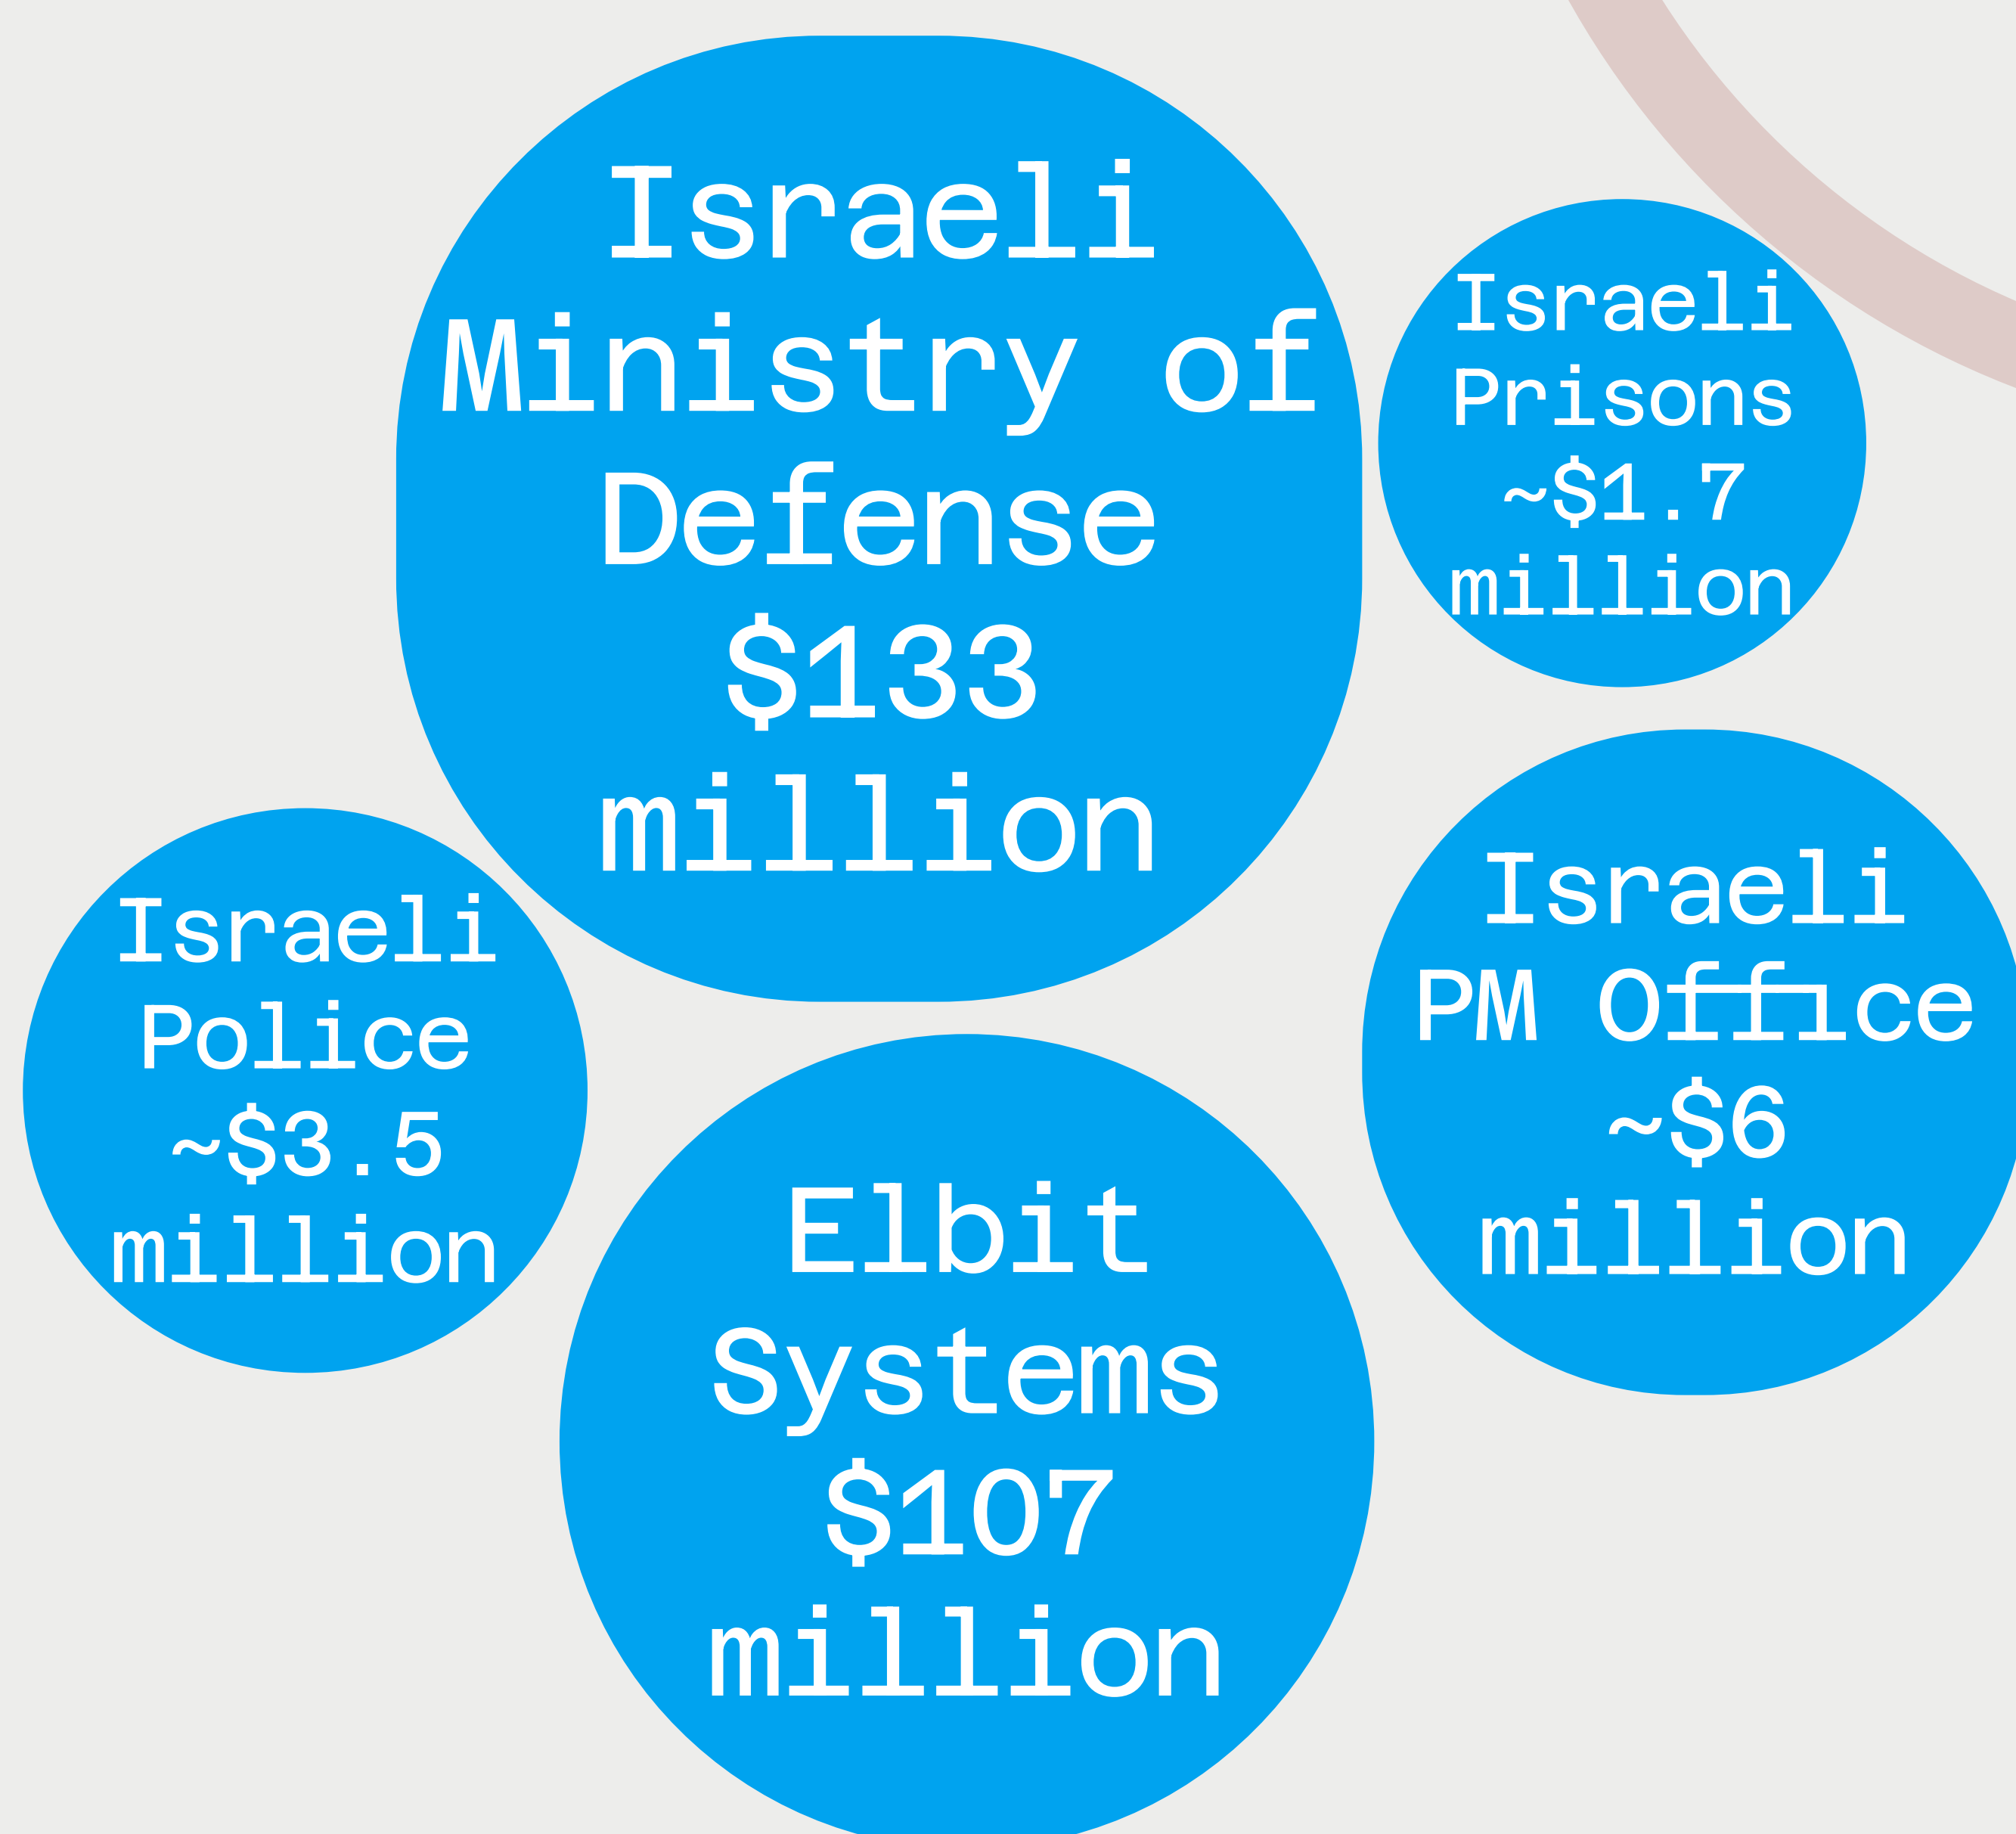 Israeli
Ministry of
Defense
$133
million
Israeli
Prisons
~$1.7
million
Israeli
Police
~$3.5
million
Israeli
PM Office
~$6
million
Elbit
Systems
$107
million